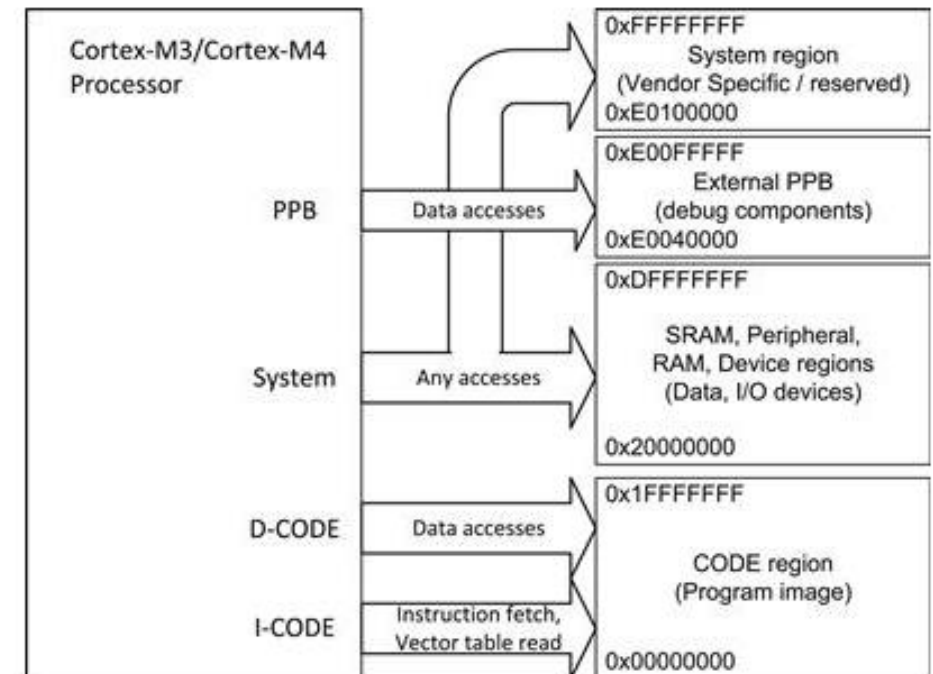 Cortex-M3/Cortex-M4
Processor
0xFFFFFFFF
System region
(Vendor Specific / reserved)
0xE0100000
PPB
Data accesses
0xE00FFFFF
External PPB
(debug components)
0xE0040000
System
Any accesses
0xDFFFFFFF
SRAM, Peripheral,
RAM, Device regions
(Data, I/O devices)
0x20000000
D-CODE
Data accesses
I-CODE
Instruction fetch,
Vector table read
0x1FFFFFFF
CODE region
(Program image)
0x00000000